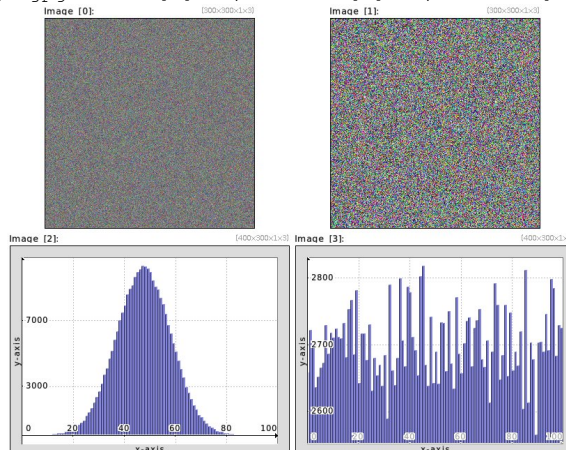 Image [0]: [300×300×1×3] Image [1]: [300×300×1×3]
Image [2]: [400×300×1×3] Image [3]:
7000
3000
y-axis
0 20 40 60 80 100
x-axis
2800
2700
2600
y-axis
0 20 40 60 80 100
x-axis